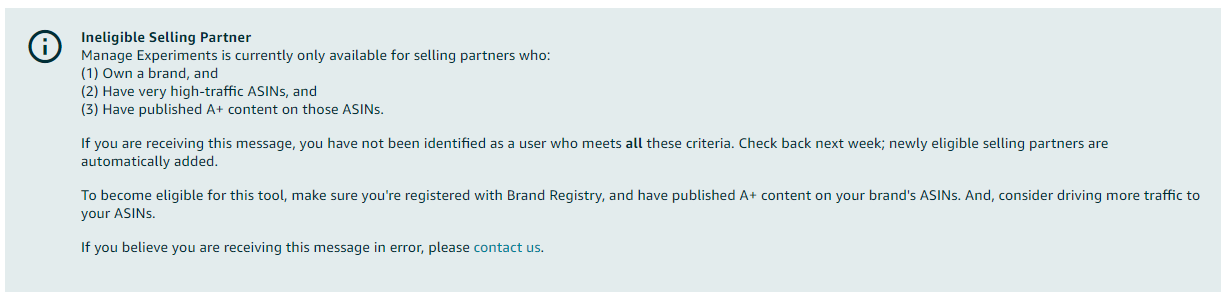 Ineligible Selling Partner
Manage Experiments is currently only available for selling partners who:
(1) Own a brand, and
(2) Have very high-traffic ASINs, and
(3) Have published A+ content on those ASINs.
If you are receiving this message, you have not been identified as a user who meets all these criteria. Check back next week; newly eligible selling partners are
automatically added.
To become eligible for this tool, make sure you're registered with Brand Registry, and have published A+ content on your brand's ASINs. And, consider driving more traffic to
your ASINs.
If you believe you are receiving this message in error, please contact us.